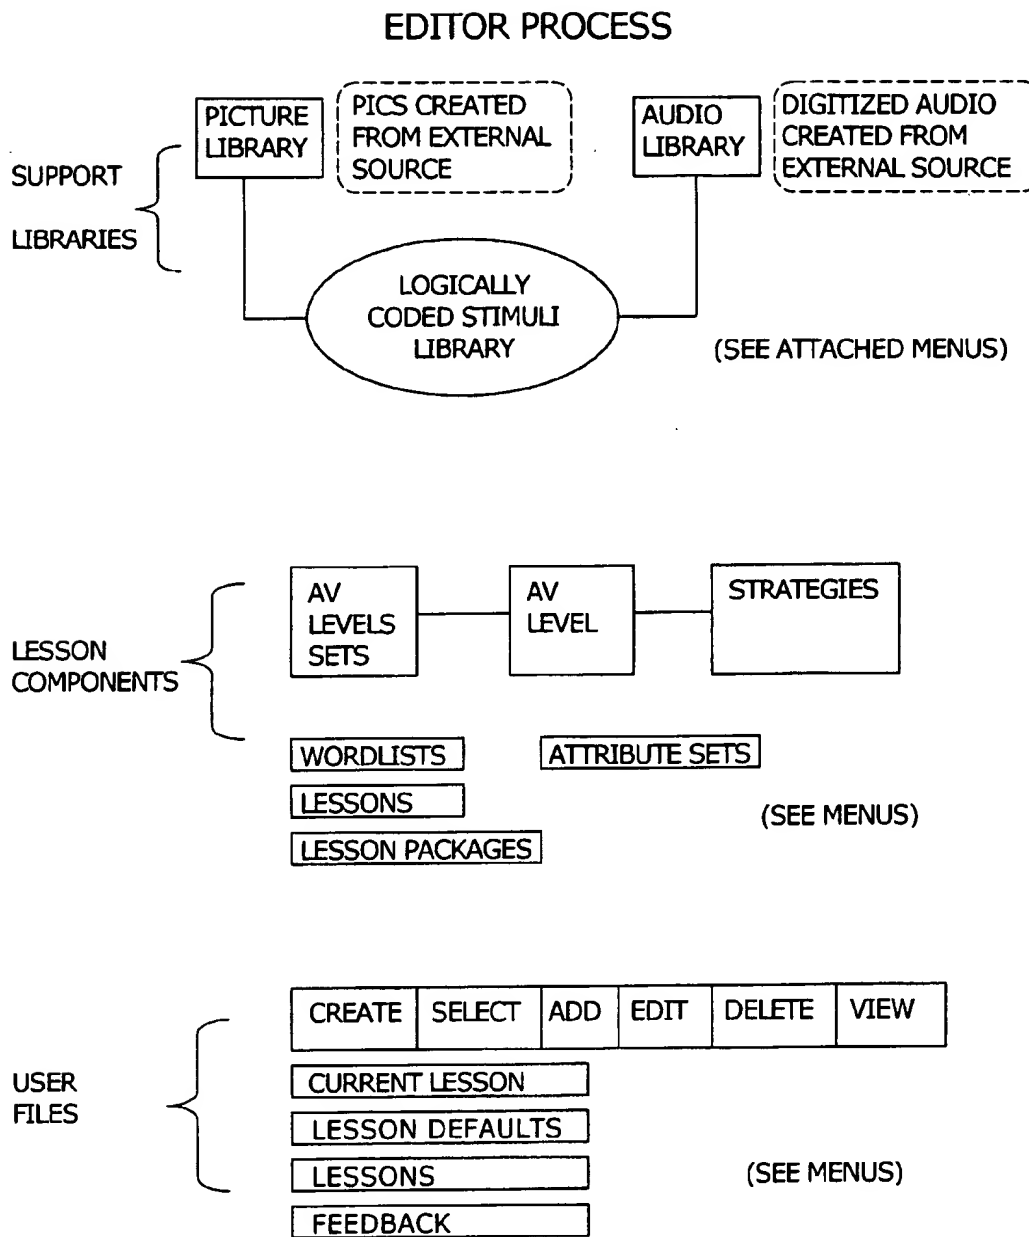 EDITOR PROCESS
PICTURE
LIBRARY
PICS CREATED
FROM EXTERNAL
SOURCE
AUDIO
LIBRARY
DIGITIZED AUDIO
CREATED FROM
EXTERNAL SOURCE
SUPPORT
LIBRARIES
LOGICALLY
CODED STIMULI
LIBRARY
(SEE ATTACHED MENUS)
LESSON
COMPONENTS
AV
LEVELS
SETS
AV
LEVEL
STRATEGIES
WORDLISTS
ATTRIBUTE SETS
LESSONS
LESSON PACKAGES
(SEE MENUS)
USER
FILES
CREATE SELECT ADD EDIT DELETE VIEW
CURRENT LESSON
LESSON DEFAULTS
LESSONS
FEEDBACK
(SEE MENUS)